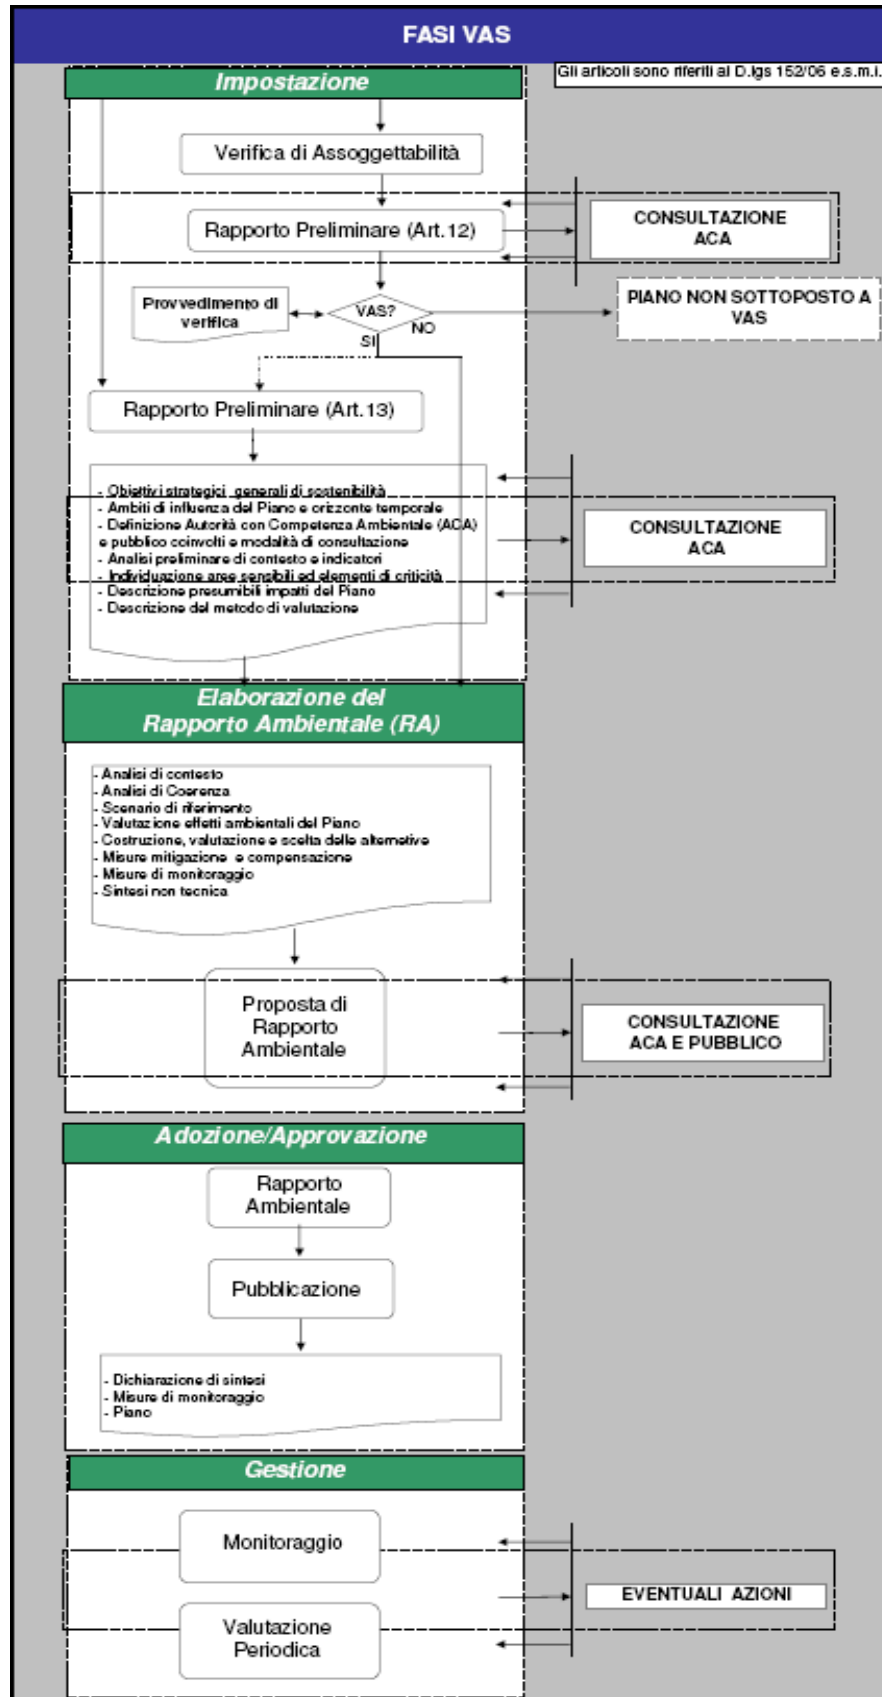 FASI VAS
Gli articoli sono riferiti al D.lgs 152/06 e.s.m.i.
Impostazione
Verifica di Assoggettabilità
Rapporto Preliminare (Art.12)
CONSULTAZIONE
ACA
Provvedimento di
verifica
VAS?
NO
SI
PIANO NON SOTTOPOSTO A
VAS
Rapporto Preliminare (Art.13)
- Obiettivi strategici generali di sostenibilità
- Ambiti di influenza del Piano e orizzonte temporale
- Definizione Autorità con Competenza Ambientale (ACA)
e pubblico coinvolti e modalità di consultazione
- Analisi preliminare di contesto e indicatori
- Individuazione aree sensibili ed elementi di criticità
- Descrizione presumibili impatti del Piano
- Descrizione del metodo di valutazione
CONSULTAZIONE
ACA
Elaborazione del
Rapporto Ambientale (RA)
- Analisi di contesto
- Analisi di Coerenza
- Scenario di riferimento
- Valutazione effetti ambientali del Piano
- Costruzione, valutazione e scelta delle alternetive
- Misure mitigazione e compensazione
- Misure di monitoraggio
- Sintesi non tecnica
Proposta di
Rapporto
Ambientale
CONSULTAZIONE
ACA E PUBBLICO
Adozione/Approvazione
Rapporto
Ambientale
Pubblicazione
- Dichiarazione di sintesi
- Misure di monitoraggio
- Piano
Gestione
Monitoraggio
EVENTUALI AZIONI
Valutazione
Periodica